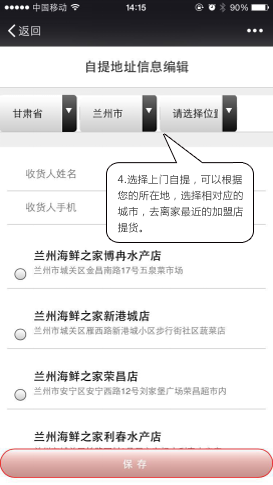 中国移动 14:15 90%
返回
自提地址信息编辑
甘肃省 兰州市 请选择位置
收货人姓名
收货人手机
4.选择上门自提，可以根据
您的所在地，选择相对应的
城市，去离家最近的加盟店
提货。
兰州海鲜之家博冉水产店
兰州市城关区金昌南路17号五泉菜市场
兰州海鲜之家新港城店
兰州市城关区雁西路新港城小区步行街社区蔬菜店
兰州海鲜之家荣昌店
兰州市安宁区安宁西路12号刘家堡广场荣昌超市内
兰州海鲜之家利春水产店
保存